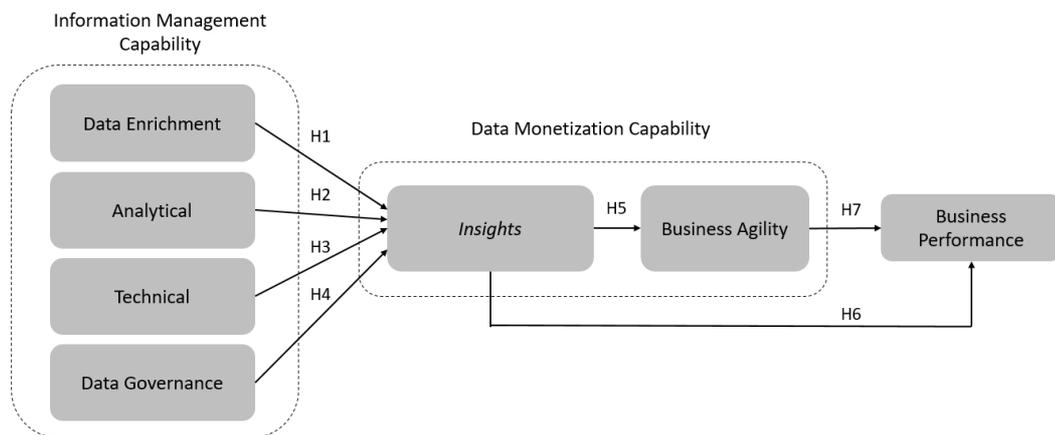 Information Management
Capability
Data Enrichment
Analytical
Technical
Data Governance
H1
H2
H3
H4
Data Monetization Capability
Insights
H5
Business Agility
H7
Business
Performance
H6